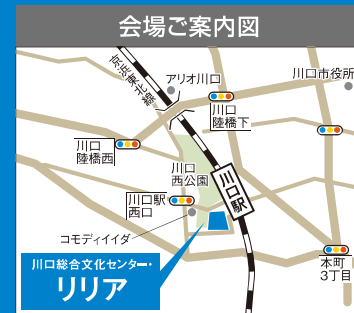 会場ご案内図
京浜東北線
アリオ川口
川口市役所
川口
陸橋下
川口
陸橋西
川口
西公園
川口駅
川口駅
西口
コモディイイダ
川口総合文化センター・
リリア
本町
3丁目